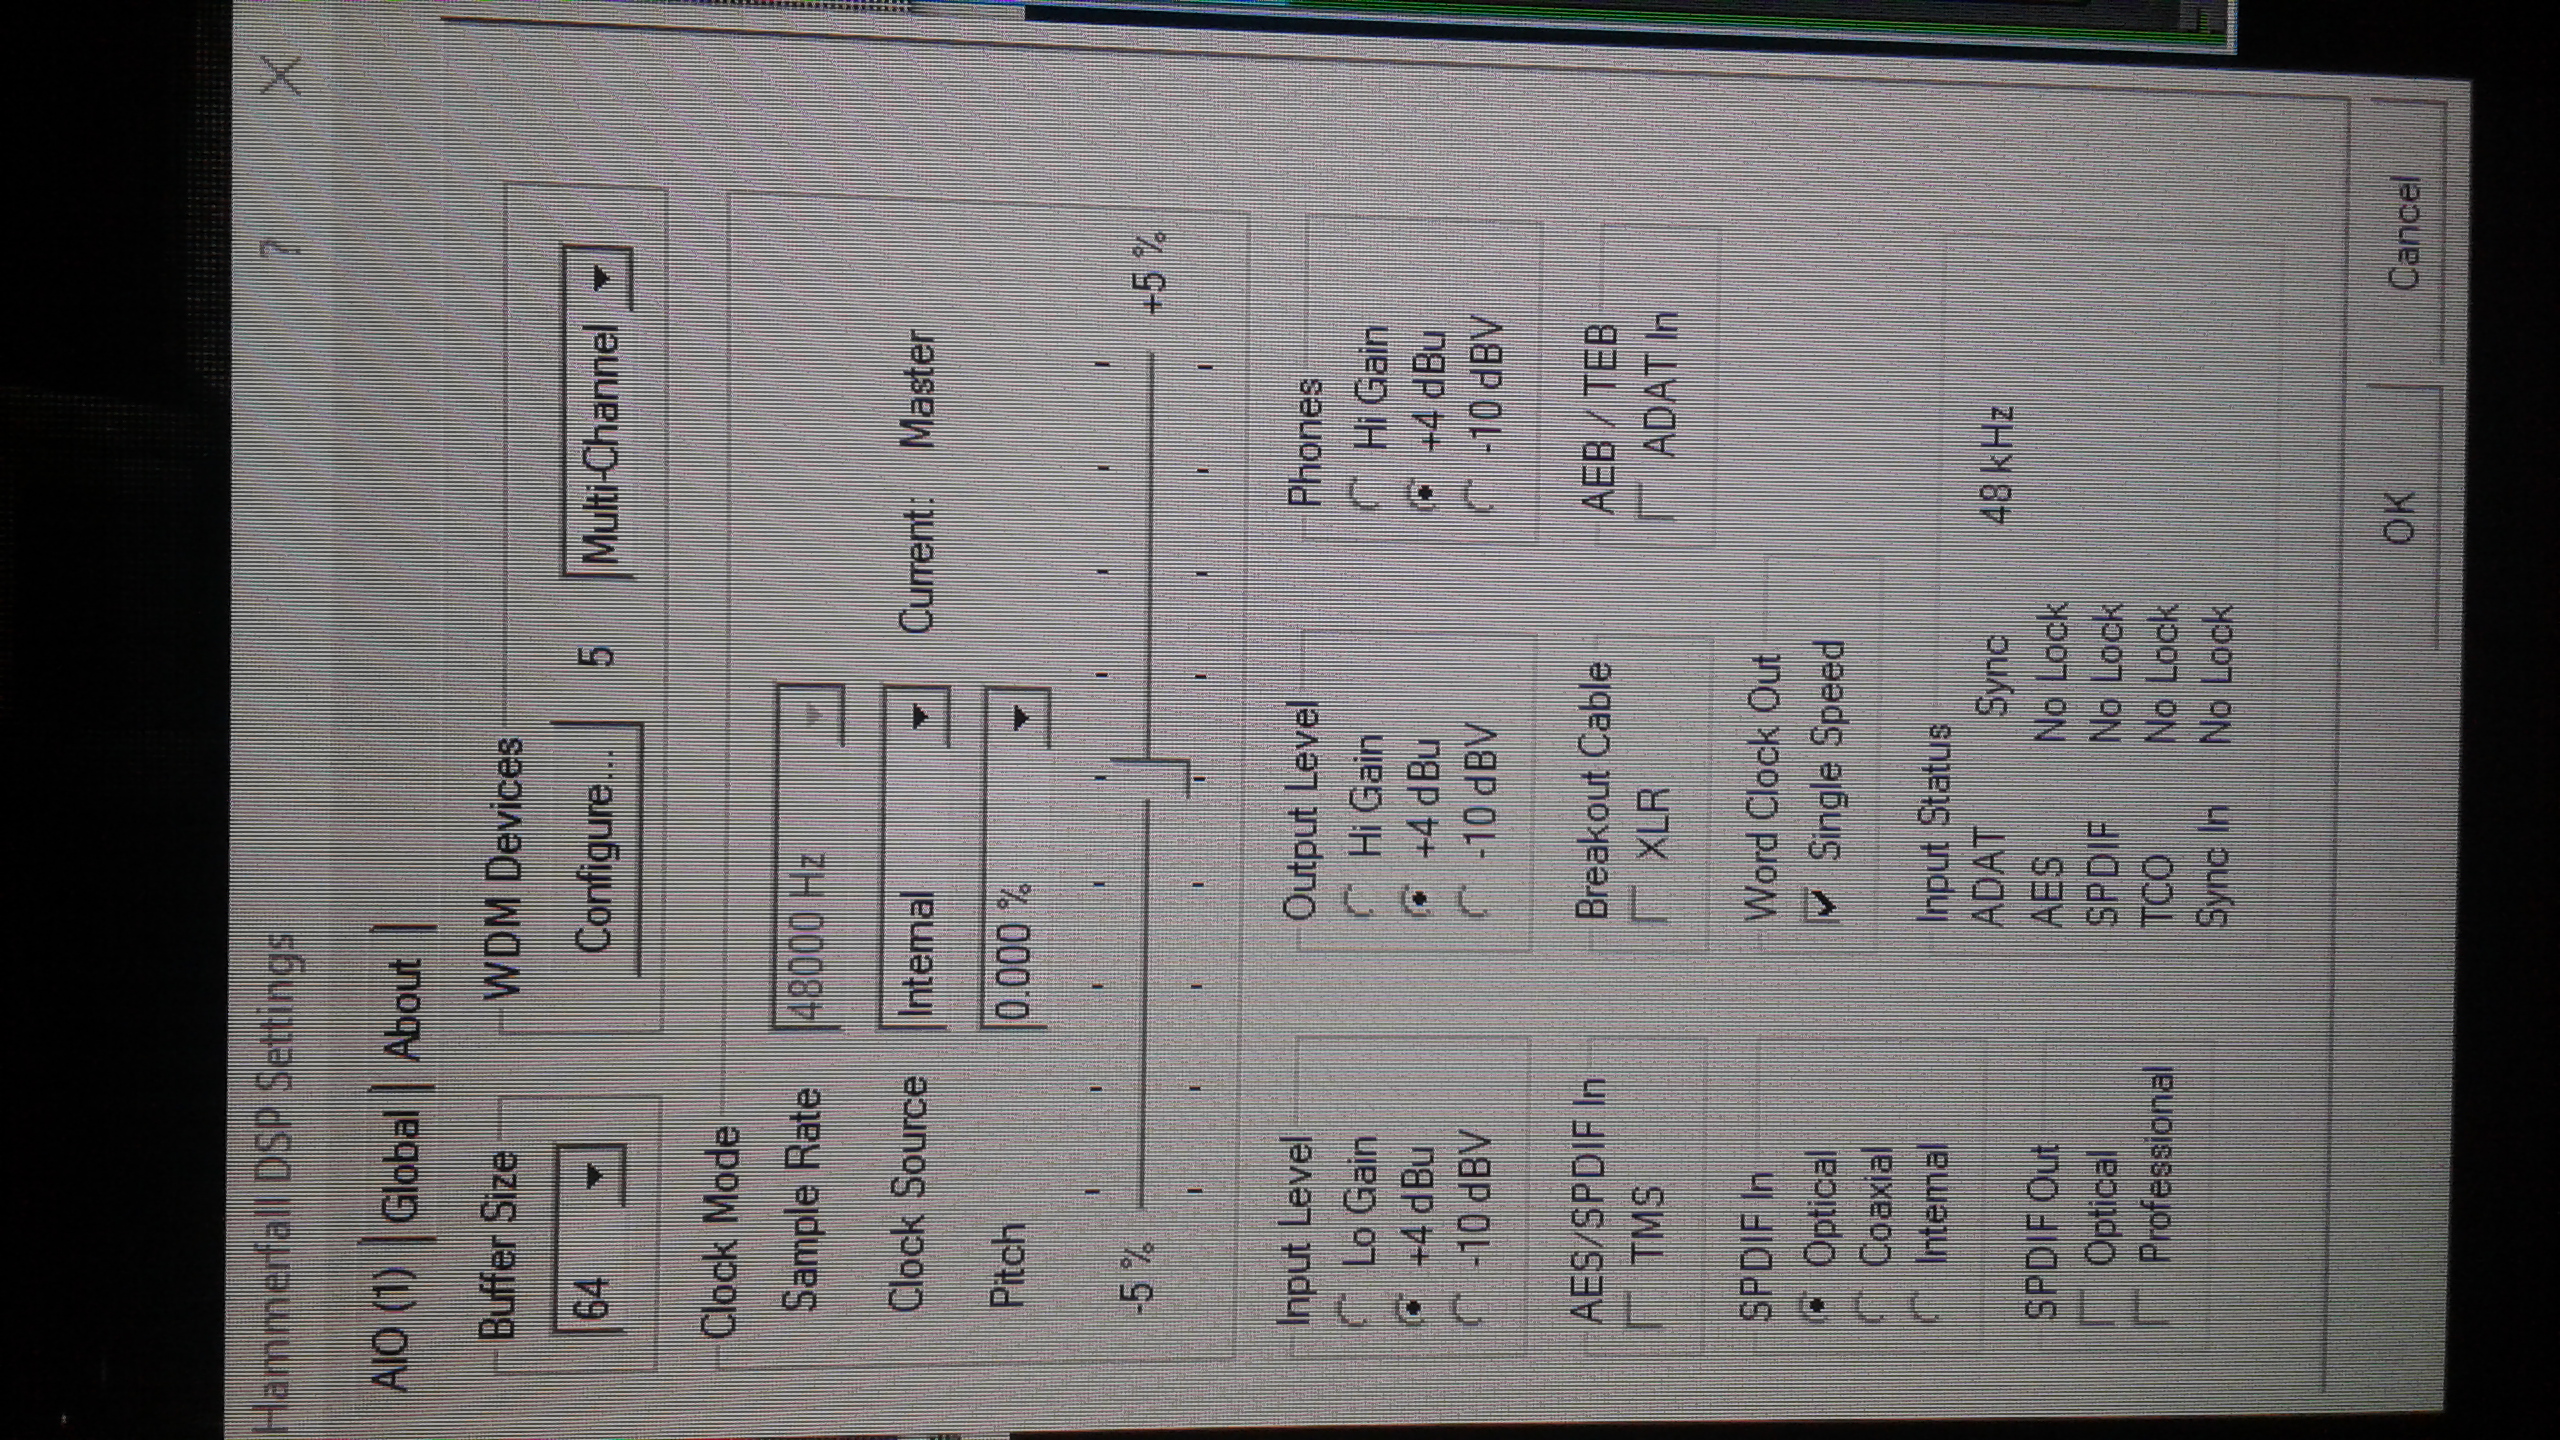 Hammerfall DSP Settings ?
AIO (1) Global About
Buffer Size
64
WDM Devices
Configure... 5 Multi-Channel
Clock Mode
Sample Rate 48000 Hz
Clock Source Internal Current: Master
Pitch 0.000 %
-5 % +5 %
Input Level
Lo Gain
+4 dBu
-10 dBV
Output Level
Hi Gain
+4 dBu
-10 dBV
Phones
Hi Gain
+4 dBu
-10 dBV
AES/SPDIF In
TMS
Breakout Cable
XLR
AEB / TEB
ADAT In
SPDIF In
Optical
Coaxial
Internal
Word Clock Out
Single Speed
SPDIF Out
Optical
Professional
Input Status
ADAT Sync 48 kHz
AES No Lock
SPDIF No Lock
TCO No Lock
Sync In No Lock
OK Cancel